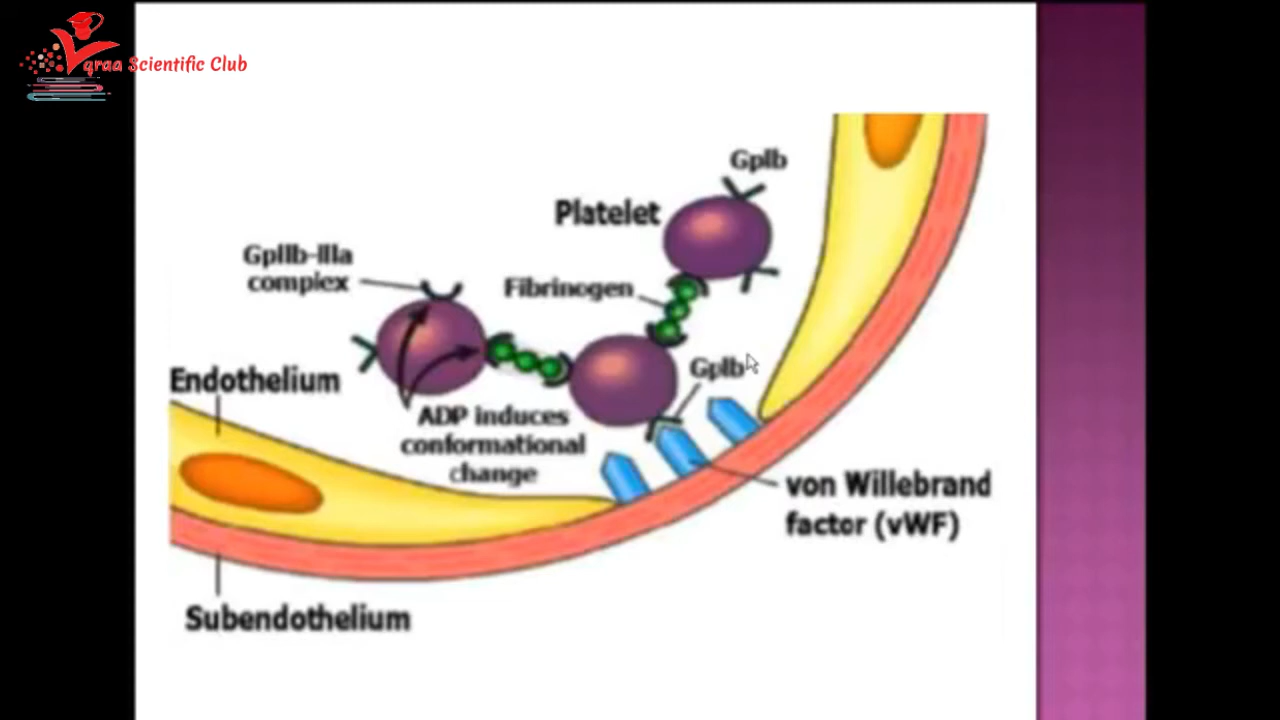 qraa Scientific Club
GpIb
Platelet
GpIIb-IIIa
complex
Fibrinogen
GpIb
Endothelium
ADP induces
conformational
change
von Willebrand
factor (vWF)
Subendothelium